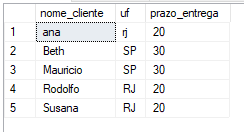 nome_cliente uf prazo_entrega
1 ana rj 20
2 Beth SP 30
3 Mauricio SP 30
4 Rodolfo RJ 20
5 Susana RJ 20